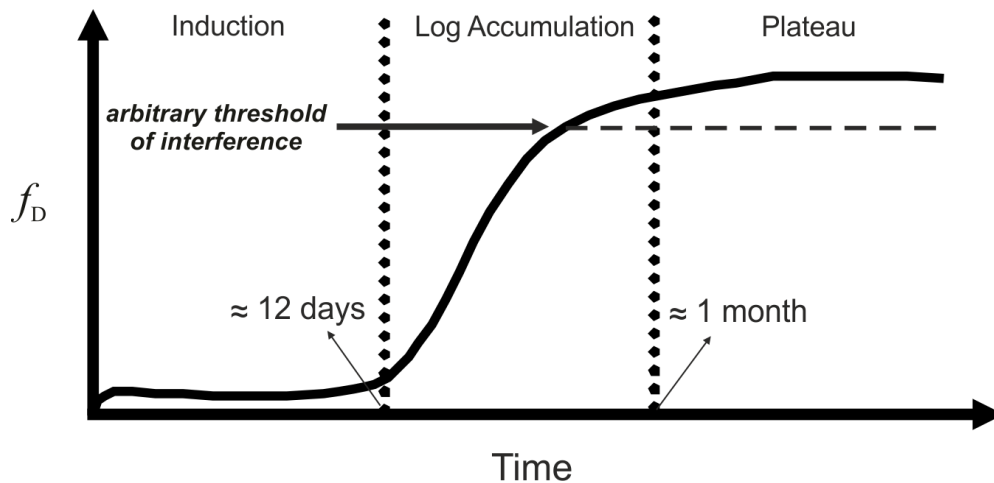 Induction
Log Accumulation
Plateau
arbitrary threshold
of interference
fD
≈ 12 days
≈ 1 month
Time